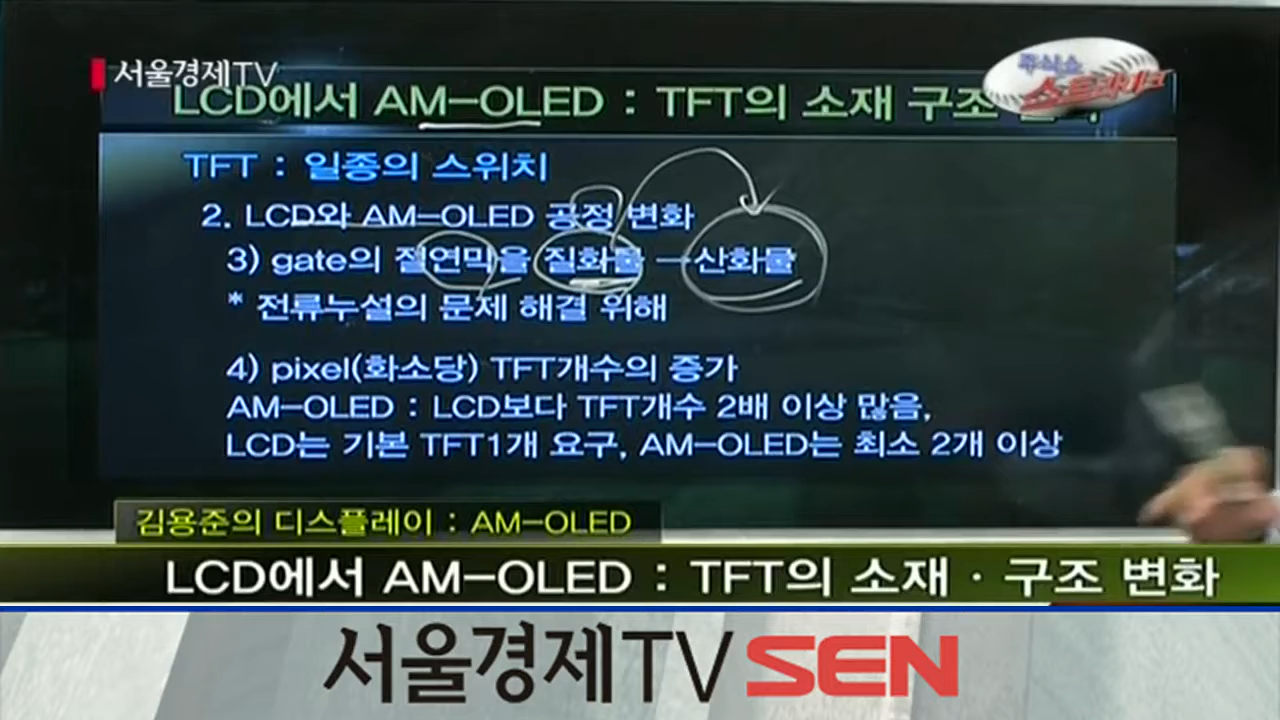 서울경제TV
주식쇼
스트라이크
LCD에서 AM-OLED : TFT의 소재 구조
TFT : 일종의 스위치
2. LCD와 AM-OLED 공정 변화
3) gate의 절연막을 질화물 → 산화물
* 전류누설의 문제 해결 위해
4) pixel(화소당) TFT개수의 증가
AM-OLED : LCD보다 TFT개수 2배 이상 많음,
LCD는 기본 TFT1개 요구, AM-OLED는 최소 2개 이상
김용준의 디스플레이 : AM-OLED
LCD에서 AM-OLED : TFT의 소재 · 구조 변화
서울경제TV SEN